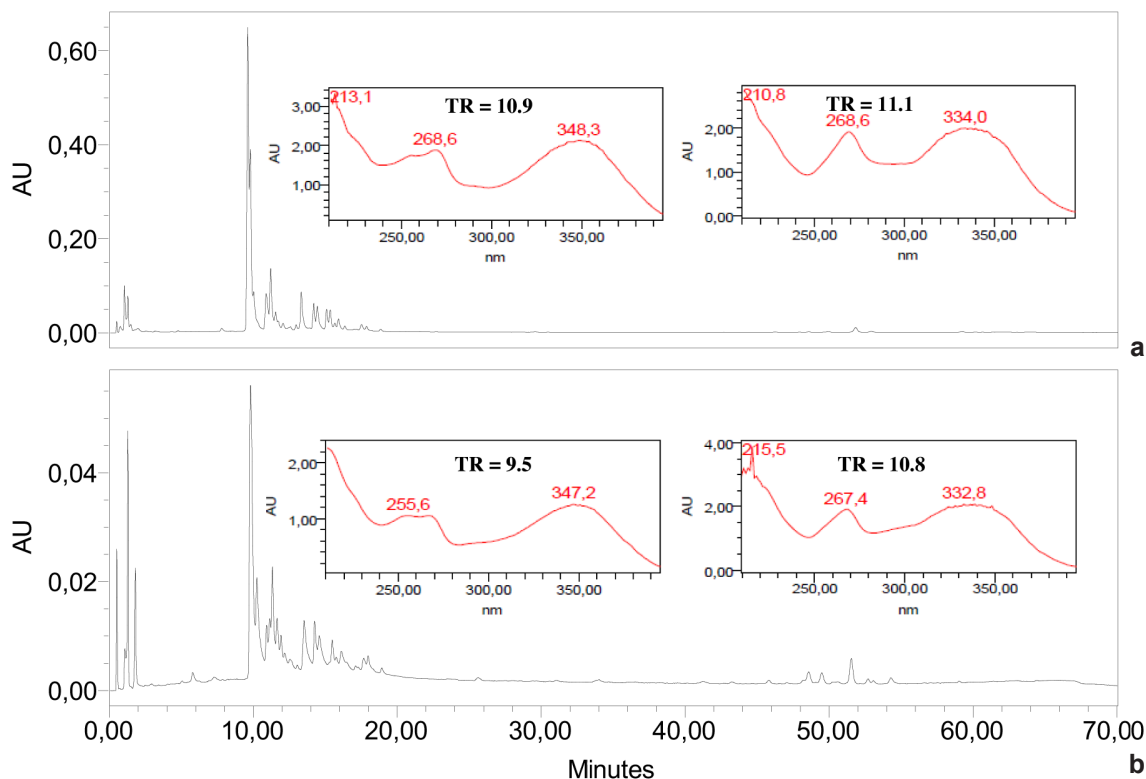 AU
0,60
0,40
0,20
0,00
TR = 10.9
AU
3,00
2,00
1,00
213,1
268,6
348,3
250,00 300,00 350,00
nm
TR = 11.1
AU
2,00
1,00
0,00
210,8
268,6
334,0
250,00 300,00 350,00
nm
a
AU
0,04
0,02
0,00
TR = 9.5
AU
2,00
1,00
255,6
347,2
250,00 300,00 350,00
nm
TR = 10.8
AU
4,00
2,00
0,00
215,5
267,4
332,8
250,00 300,00 350,00
nm
0,00 10,00 20,00 30,00 40,00 50,00 60,00 70,00
Minutes
b